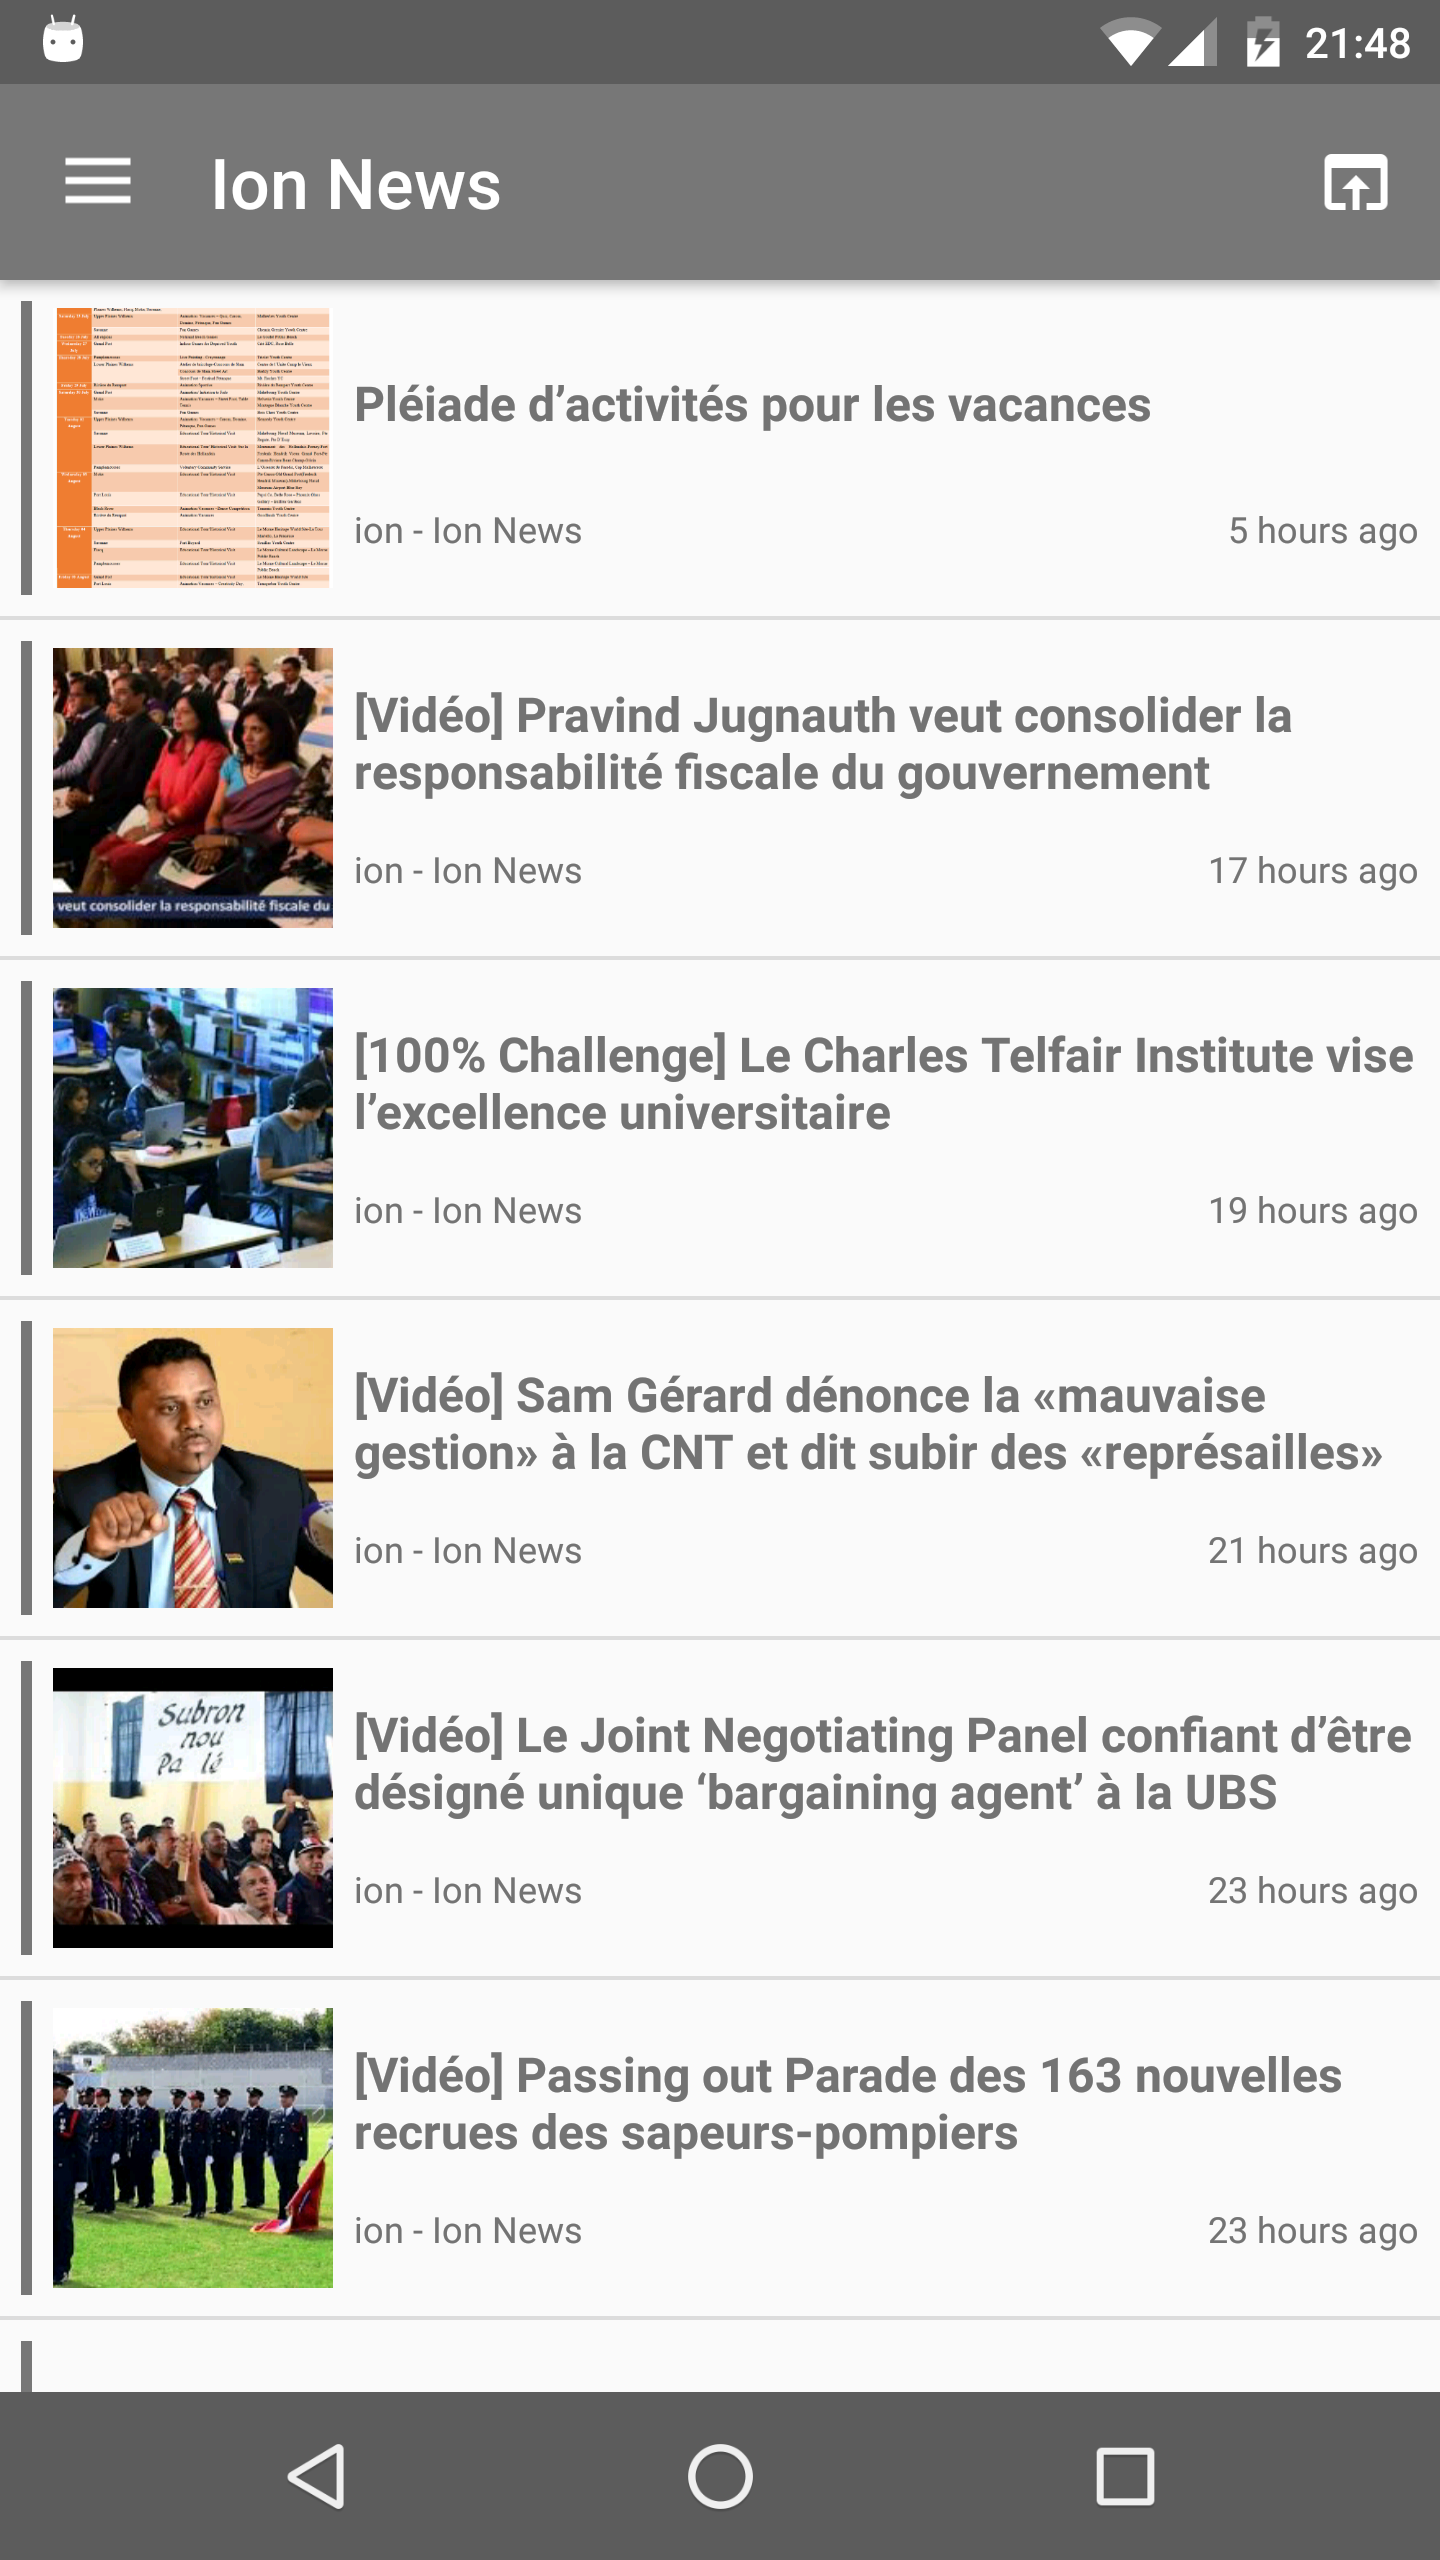 21:48
Ion News
Pléiade d’activités pour les vacances
ion - Ion News
5 hours ago
[Vidéo] Pravind Jugnauth veut consolider la
responsabilité fiscale du gouvernement
veut consolider la responsabilité fiscale du
ion - Ion News
17 hours ago
[100% Challenge] Le Charles Telfair Institute vise
l’excellence universitaire
ion - Ion News
19 hours ago
[Vidéo] Sam Gérard dénonce la «mauvaise
gestion» à la CNT et dit subir des «représailles»
ion - Ion News
21 hours ago
Subron
nou
Pa lé
[Vidéo] Le Joint Negotiating Panel confiant d’être
désigné unique ‘bargaining agent’ à la UBS
ion - Ion News
23 hours ago
[Vidéo] Passing out Parade des 163 nouvelles
recrues des sapeurs-pompiers
ion - Ion News
23 hours ago